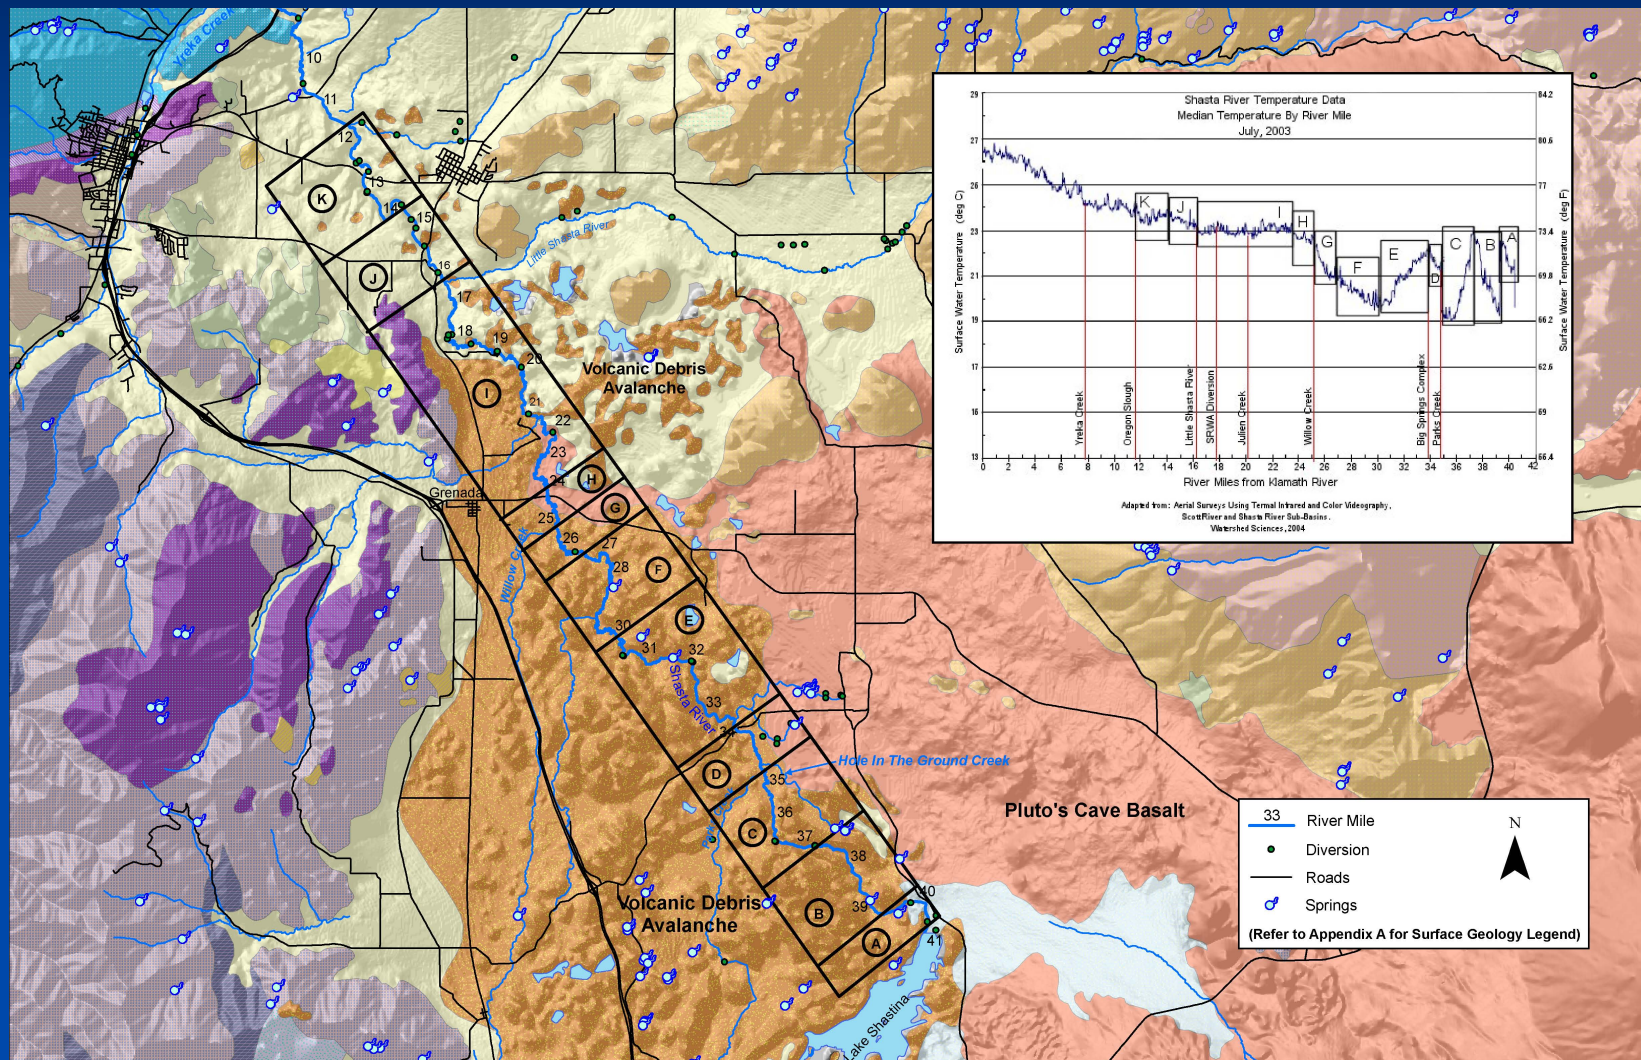 Yreka Creek
10
11
12
13
14
15
16
17
18
19
20
21
22
23
24
25
26
27
28
30
31
32
33
34
35
36
37
38
39
40
41
K
J
I
H
G
F
E
D
C
B
A
Little Shasta River
Volcanic Debris
Avalanche
Grenada
Willow Creek
Shasta River
Hole In The Ground Creek
Pluto's Cave Basalt
Volcanic Debris
Avalanche
Lake Shastina
Shasta River Temperature Data
Median Temperature By River Mile
July, 2003
Surface Water Temperature (deg C)
29
27
26
23
21
19
17
16
13
Surface Water Temperature (deg F)
84.2
80.6
77
73.4
69.8
66.2
62.6
69
66.4
K
J
I
H
G
F
E
D
C
B
A
Yreka Creek
Oregon Slough
Little Shasta River
SRWA Diversion
Julien Creek
Willow Creek
Big Springs Complex
Parks Creek
0 2 4 6 8 10 12 14 16 18 20 22 24 26 28 30 32 34 36 38 40 42
River Miles from Klamath River
Adapted from: Aerial Surveys Using Termal Infrared and Color Videography,
Scott River and Shasta River Sub-Basins.
Watershed Sciences, 2004
33 River Mile
Diversion
Roads
Springs
N
(Refer to Appendix A for Surface Geology Legend)